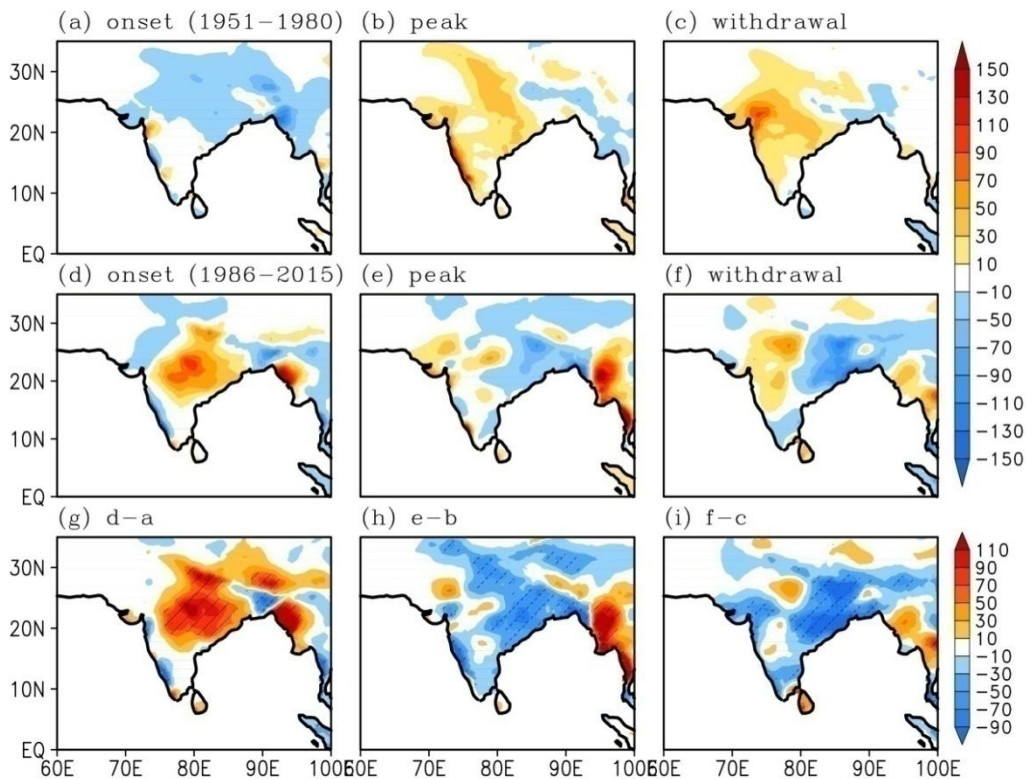 (a) onset (1951−1980)
(b) peak
(c) withdrawal
30N
20N
10N
EQ
150
130
110
90
70
50
30
10
−10
−50
−70
−90
−110
−130
−150
(d) onset (1986−2015)
(e) peak
(f) withdrawal
30N
20N
10N
EQ
(g) d−a
(h) e−b
(i) f−c
30N
20N
10N
EQ
60E 70E 80E 90E 100E 60E 70E 80E 90E 100E 60E 70E 80E 90E 100E
110
90
70
50
30
10
−10
−30
−50
−70
−90